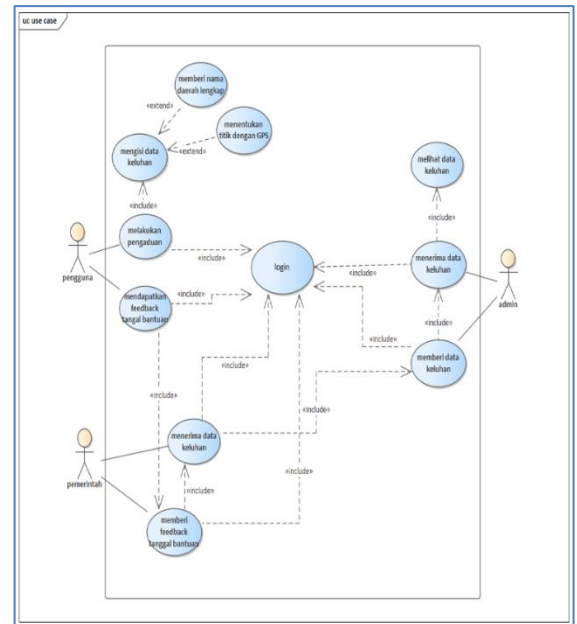 uc use case
memberi nama
daerah lengkap
«extend»
menentukan
titik dengan GPS
mengisi data
keluhan
«extend»
melihat data
keluhan
«include»
«include»
melakukan
pengaduan
«include»
login
menerima data
keluhan
«include»
pengguna
admin
mendapatkan
feedback
tangal bantuan
«include»
«include»
memberi data
keluhan
«include»
«include»
«include»
menerima data
keluhan
«include»
«include»
pemerintah
memberi
feedback
tanggal bantuan